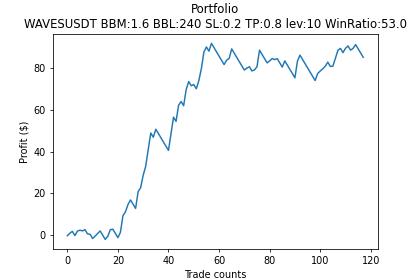 Portfolio
WAVESUSDT BBM:1.6 BBL:240 SL:0.2 TP:0.8 lev:10 WinRatio:53.0
Profit ($)
80
60
40
20
0
0 20 40 60 80 100 120
Trade counts